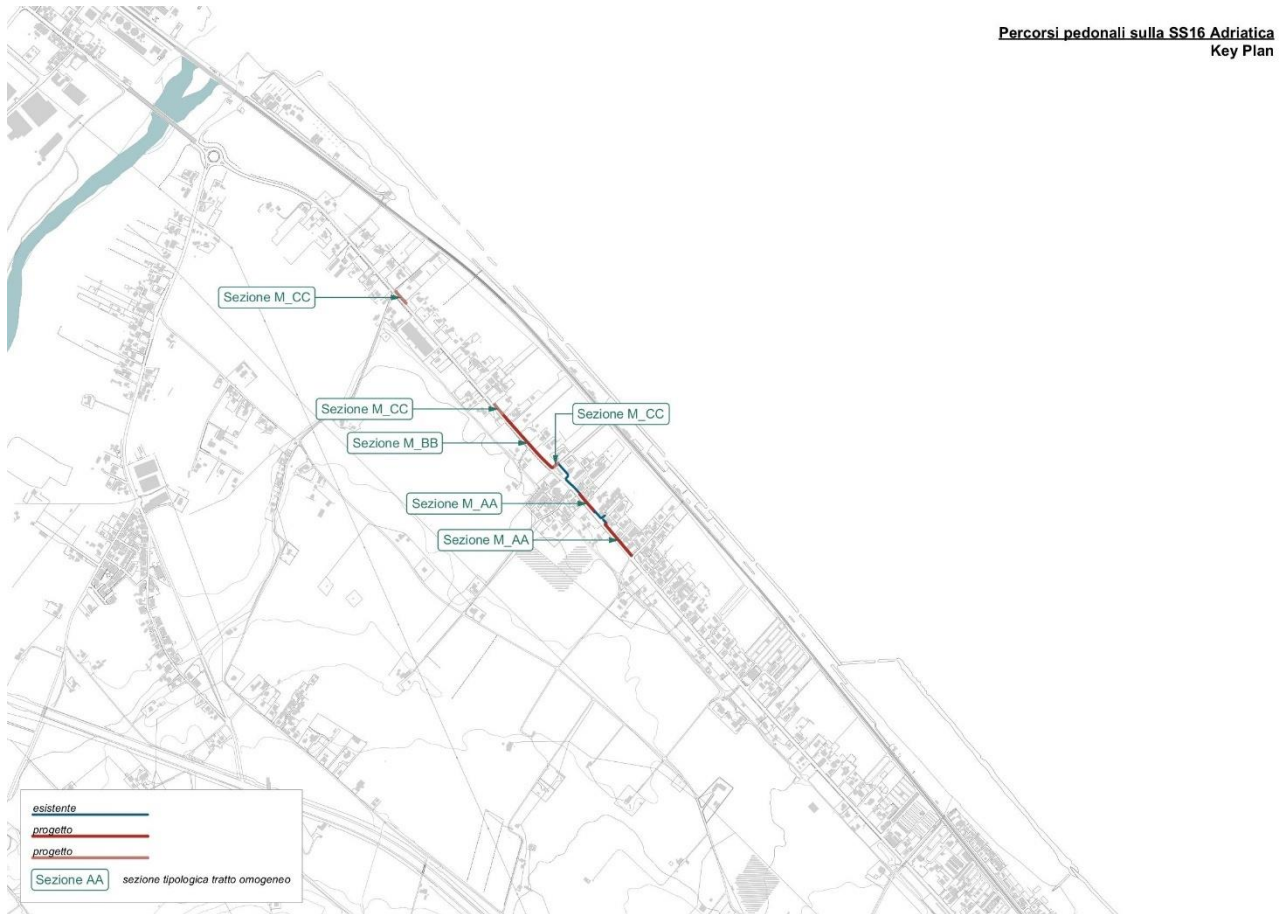 Percorsi pedonali sulla SS16 Adriatica
Key Plan
Sezione M_CC
Sezione M_CC
Sezione M_CC
Sezione M_BB
Sezione M_AA
Sezione M_AA
esistente
progetto
progetto
Sezione AA sezione tipologica tratto omogeneo